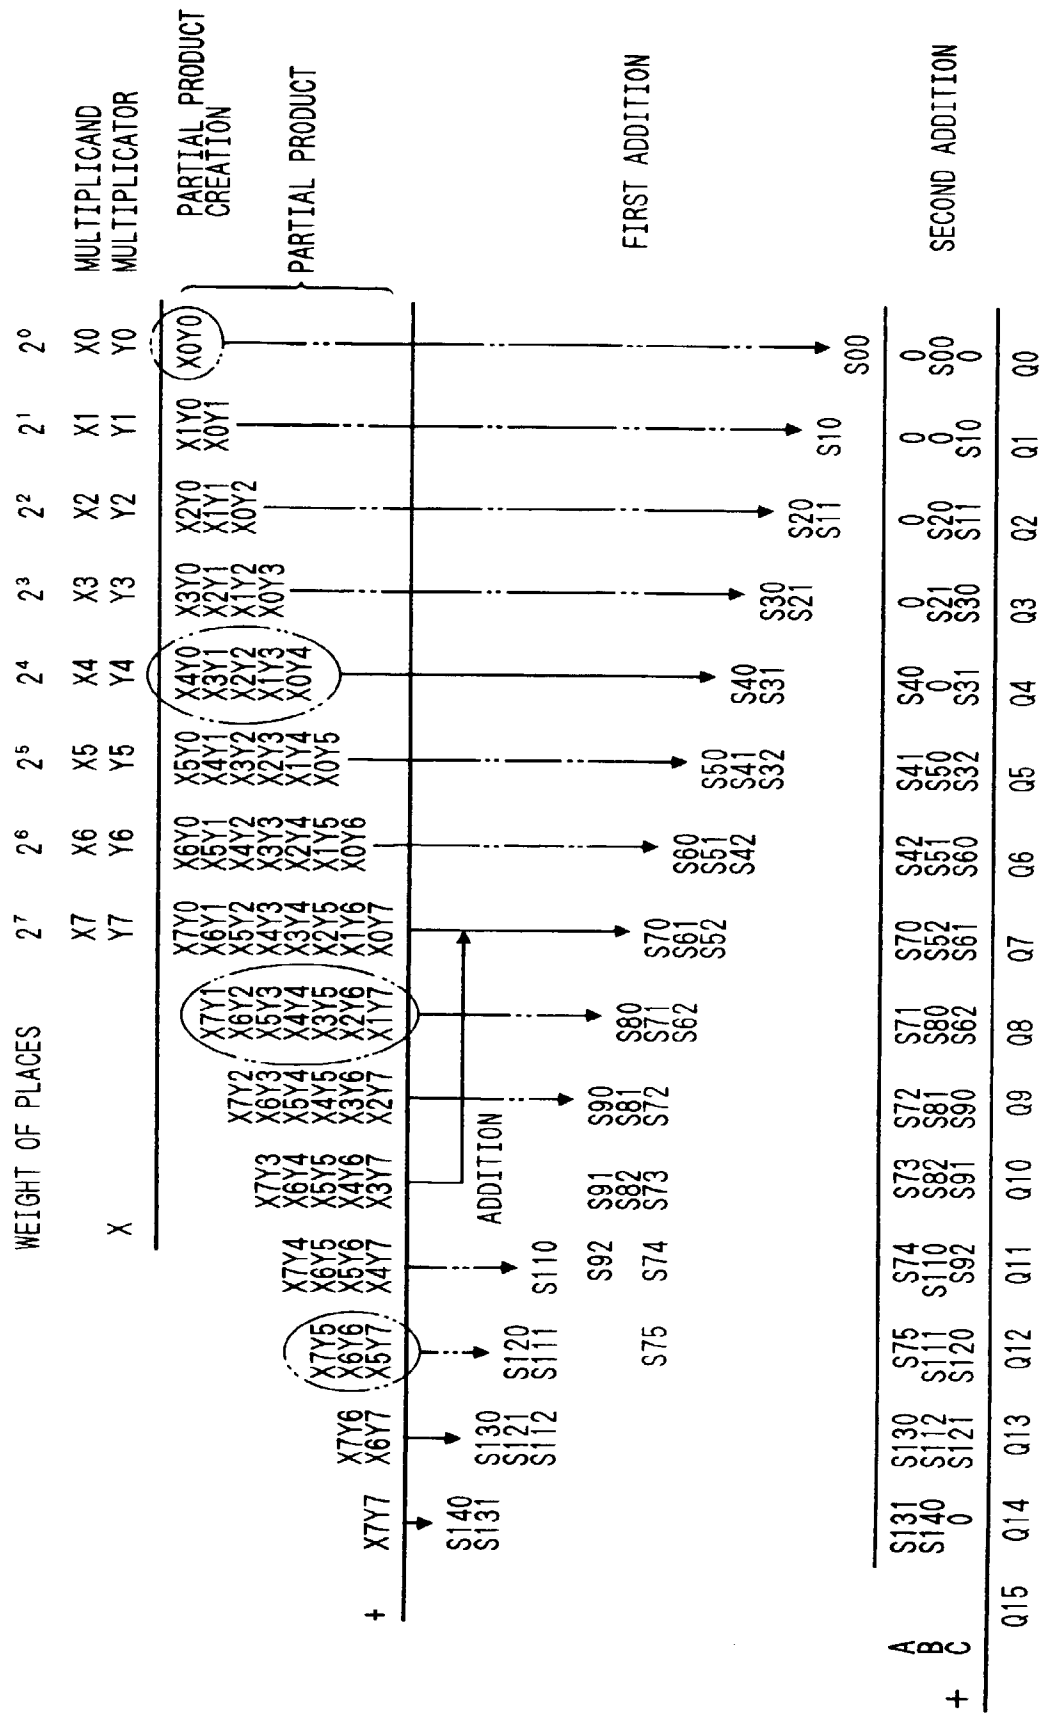 WEIGHT OF PLACES 2⁷ 2⁶ 2⁵ 2⁴ 2³ 2² 2¹ 2⁰
X7 X6 X5 X4 X3 X2 X1 X0 MULTIPLICAND
X Y7 Y6 Y5 Y4 Y3 Y2 Y1 Y0 MULTIPLICATOR
X7Y0 X6Y0 X5Y0 X4Y0 X3Y0 X2Y0 X1Y0 X0Y0 PARTIAL PRODUCT
X7Y1 X6Y1 X5Y1 X4Y1 X3Y1 X2Y1 X1Y1 X0Y1 CREATION
X7Y2 X6Y2 X5Y2 X4Y2 X3Y2 X2Y2 X1Y2 X0Y2
X7Y3 X6Y3 X5Y3 X4Y3 X3Y3 X2Y3 X1Y3 X0Y3
X7Y4 X6Y4 X5Y4 X4Y4 X3Y4 X2Y4 X1Y4 X0Y4 PARTIAL PRODUCT
X7Y5 X6Y5 X5Y5 X4Y5 X3Y5 X2Y5 X1Y5 X0Y5
X7Y6 X6Y6 X5Y6 X4Y6 X3Y6 X2Y6 X1Y6 X0Y6
+ X7Y7 X6Y7 X5Y7 X4Y7 X3Y7 X2Y7 X1Y7 X0Y7
S140 S130 ADDITION
S131 S121 S120 S110
S112 S111
S91 S90 FIRST ADDITION
S92 S82 S81 S80
S75 S74 S73 S72 S71 S70
S62 S61 S60
S52 S51 S50
S42 S41 S40
S32 S31 S30
S21 S20
S11 S10
S00
A S131 S130 S75 S74 S73 S72 S71 S70 S42 S41 S40 0 0 0 0
B S140 S112 S111 S110 S82 S81 S80 S52 S51 S50 0 S21 S20 0 S00 SECOND ADDITION
+ C 0 S121 S120 S92 S91 S90 S62 S61 S60 S32 S31 S30 S11 S10 0
Q15 Q14 Q13 Q12 Q11 Q10 Q9 Q8 Q7 Q6 Q5 Q4 Q3 Q2 Q1 Q0